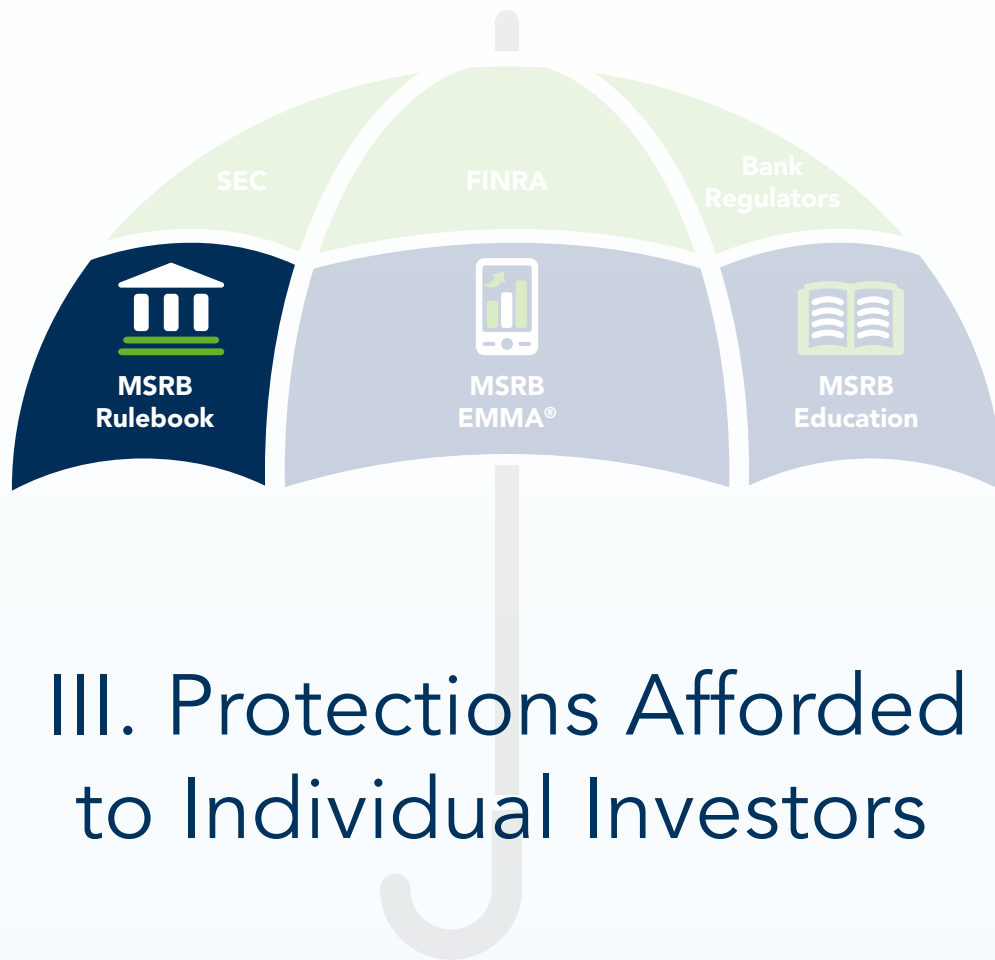 SEC
FINRA
Bank
Regulators
MSRB
Rulebook
MSRB
EMMA®
MSRB
Education
III. Protections Afforded
to Individual Investors